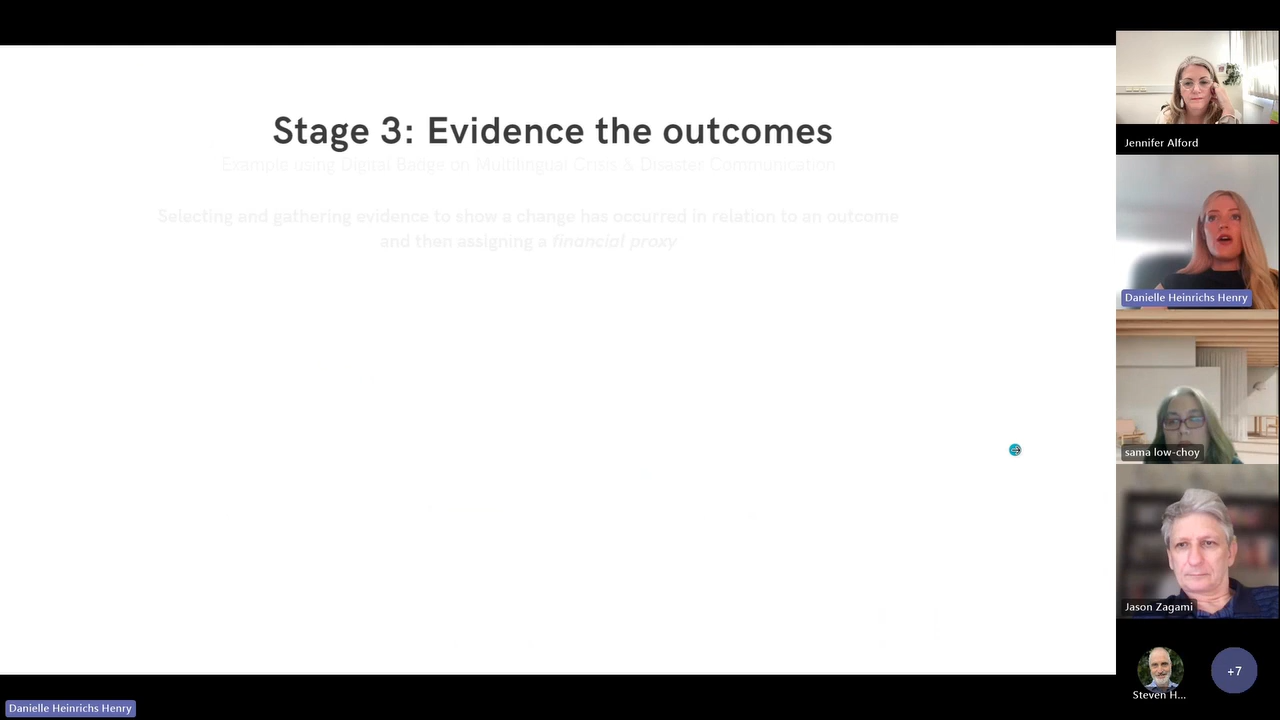 Stage 3: Evidence the outcomes
Example using Digital Badge on Multilingual Crisis & Disaster Communication
Selecting and gathering evidence to show a change has occurred in relation to an outcome
and then assigning a financial proxy
Jennifer Alford
Danielle Heinrichs Henry
sama low-choy
Jason Zagami
Steven H...
+7
Danielle Heinrichs Henry